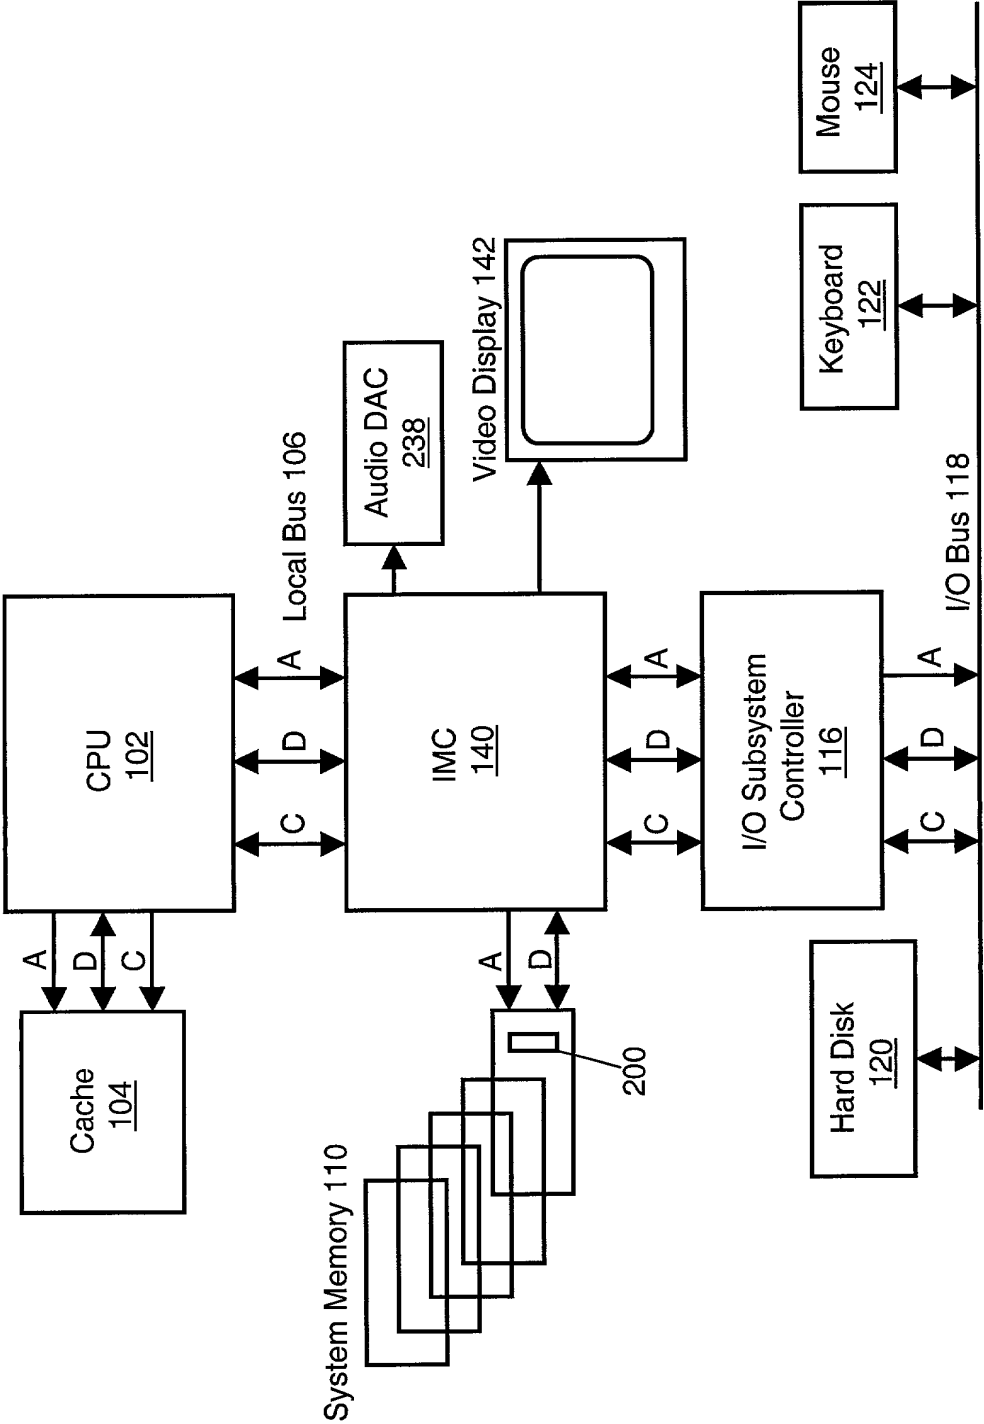 Cache
104
A
D
C
CPU
102
C
D
A
Local Bus 106
System Memory 110
A
D
200
IMC
140
Audio DAC
238
Video Display 142
C
D
A
I/O Subsystem
Controller
116
Hard Disk
120
Keyboard
122
Mouse
124
C
D
A
I/O Bus 118